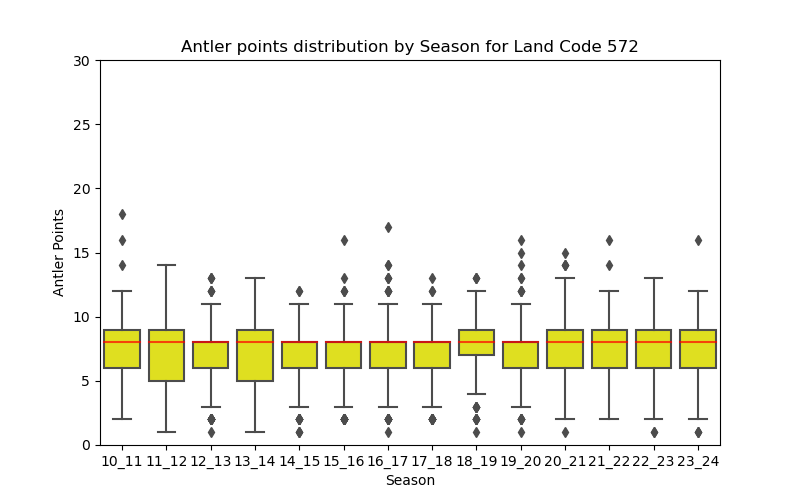 Antler points distribution by Season for Land Code 572
30
25
20
15
10
5
0
Antler Points
10_11 11_12 12_13 13_14 14_15 15_16 16_17 17_18 18_19 19_20 20_21 21_22 22_23 23_24
Season